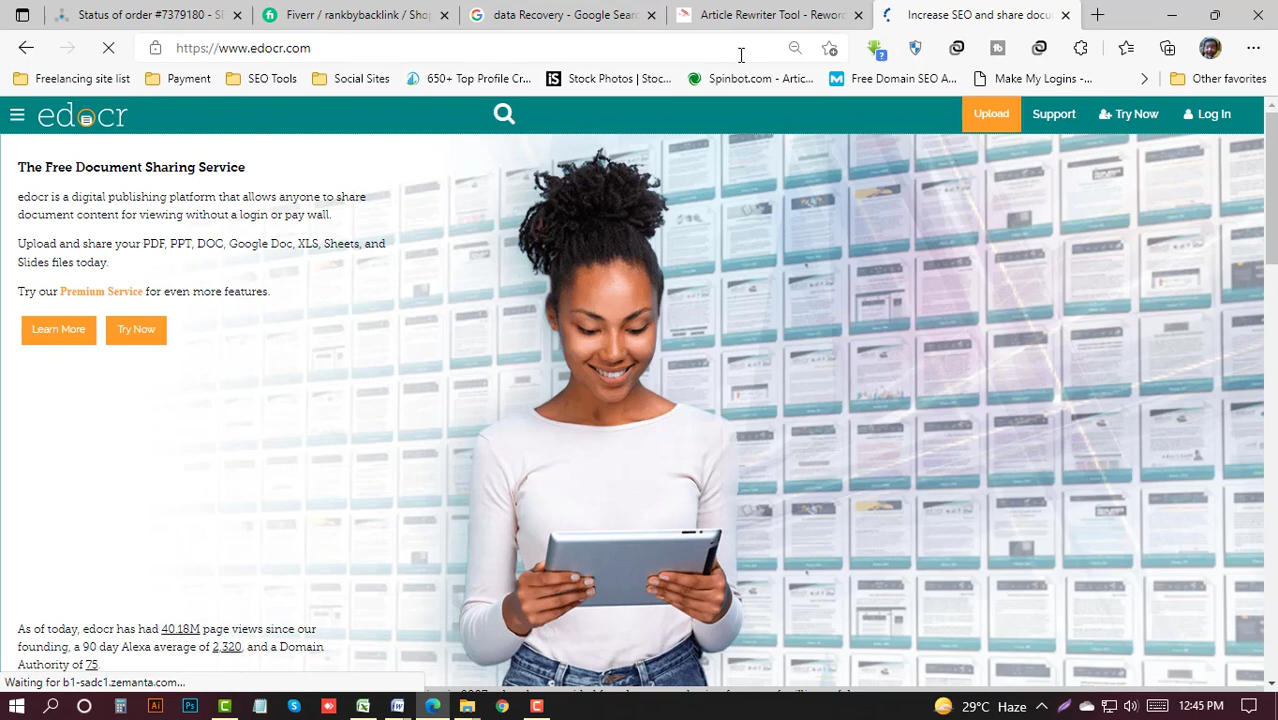 Status of order #7379180 - SE
Fiverr / rankbybacklink / Shop
data Recovery - Google Searc
Article Rewriter Tool - Rewor
Increase SEO and share docu
https://www.edocr.com
Freelancing site list
Payment
SEO Tools
Social Sites
650+ Top Profile Cr...
Stock Photos | Stoc...
Spinbot.com - Artic...
Free Domain SEO A...
Make My Logins -...
Other favorites
edocr
Upload
Support
Try Now
Log In
The Free Document Sharing Service
edocr is a digital publishing platform that allows anyone to share
document content for viewing without a login or pay wall.
Upload and share your PDF, PPT, DOC, Google Doc, XLS, Sheets, and
Slides files today.
Try our Premium Service for even more features.
Learn More
Try Now
As of today, edocr has had 40.18M page views since our
founding, a 90 day Alexa average of 2,320, and a Domain
Authority of 75.
Waiting for b1-sjdc1.zemanta.com...
29°C Haze
12:45 PM